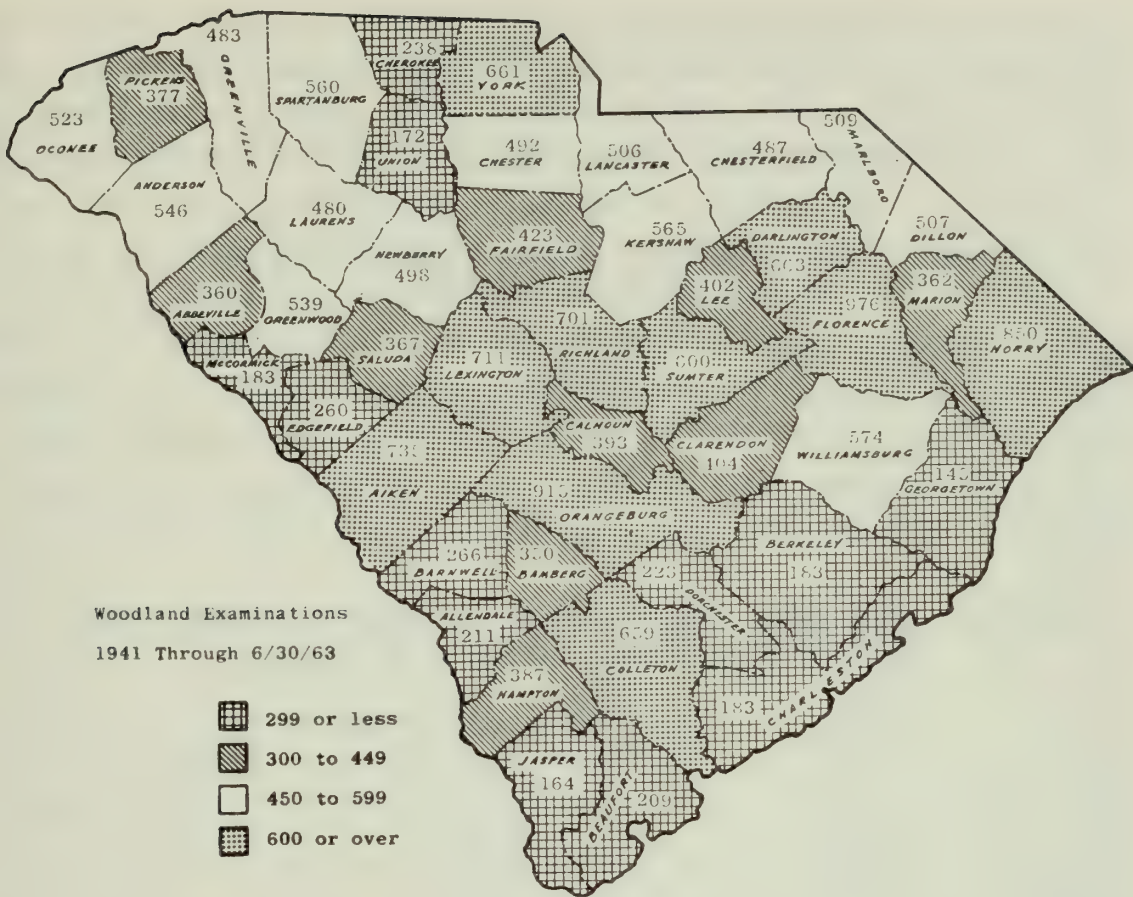 483
GREENVILLE
238
CHEROKEE
661
YORK
PICKENS
377
560
SPARTANBURG
523
OCONEE
172
UNION
492
CHESTER
506
LANCASTER
487
CHESTERFIELD
509
MARLBORO
ANDERSON
546
480
LAURENS
507
DILLON
NEWBERRY
498
423
FAIRFIELD
565
KERSHAW
DARLINGTON
402
LEE
362
MARION
360
ABBEVILLE
539
GREENWOOD
FLORENCE
HORRY
367
SALUDA
711
LEXINGTON
701
RICHLAND
600
SUMTER
McCORMICK
183
260
EDGEFIELD
CALHOUN
393
CLARENDON
574
WILLIAMSBURG
145
GEORGETOWN
AIKEN
915
ORANGEBURG
BERKELEY
183
266
BARNWELL
BAMBERG
223
DORCHESTER
ALLENDALE
211
659
COLLETON
387
HAMPTON
183
CHARLESTON
JASPER
164
BEAUFORT
209
Woodland Examinations
1941 Through 6/30/63
299 or less
300 to 449
450 to 599
600 or over